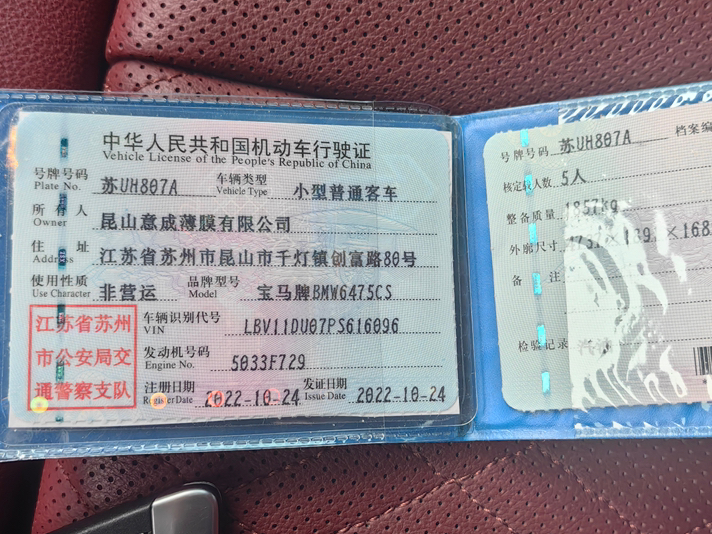 中华人民共和国机动车行驶证
Vehicle License of the People's Republic of China
号牌号码 苏UH807A 车辆类型 小型普通客车
Plate No. Vehicle Type
所有人 昆山意成薄膜有限公司
Owner
住址 江苏省苏州市昆山市千灯镇创富路80号
Address
使用性质 非营运 品牌型号 宝马牌BMW6475CS
Use Character Model
江苏省苏州
市公安局交
通警察支队
车辆识别代号 LBV11DU07PS616096
VIN
发动机号码 5033F729
Engine No.
注册日期 2022-10-24 发证日期 2022-10-24
Register Date Issue Date
号牌号码 苏UH807A 档案编
核定载人数 5人
整备质量 1857kg
外廓尺寸
备注
检验记录